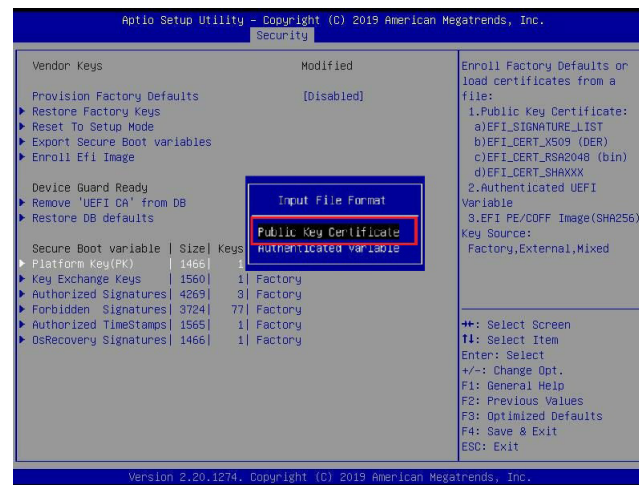 Aptio Setup Utility – Copyright (C) 2019 American Megatrends, Inc.
Security
Vendor Keys Modified
Provision Factory Defaults [Disabled]
▶ Restore Factory Keys
▶ Reset To Setup Mode
▶ Export Secure Boot variables
▶ Enroll Efi Image
Device Guard Ready
▶ Remove 'UEFI CA' from DB
▶ Restore DB defaults
Secure Boot variable | Size| Keys
▶ Platform Key(PK) | 1466| 1
▶ Key Exchange Keys | 1560| 1| Factory
▶ Authorized Signatures| 4269| 3| Factory
▶ Forbidden Signatures| 3724| 77| Factory
▶ Authorized TimeStamps| 1565| 1| Factory
▶ OsRecovery Signatures| 1466| 1| Factory
Input File Format
Public Key Certificate
Authenticated Variable
Enroll Factory Defaults or
load certificates from a
file:
1.Public Key Certificate:
a)EFI_SIGNATURE_LIST
b)EFI_CERT_X509 (DER)
c)EFI_CERT_RSA2048 (bin)
d)EFI_CERT_SHAXXX
2.Authenticated UEFI
Variable
3.EFI PE/COFF Image(SHA256)
Key Source:
Factory,External,Mixed
→←: Select Screen
↑↓: Select Item
Enter: Select
+/-: Change Opt.
F1: General Help
F2: Previous Values
F3: Optimized Defaults
F4: Save & Exit
ESC: Exit
Version 2.20.1274. Copyright (C) 2019 American Megatrends, Inc.